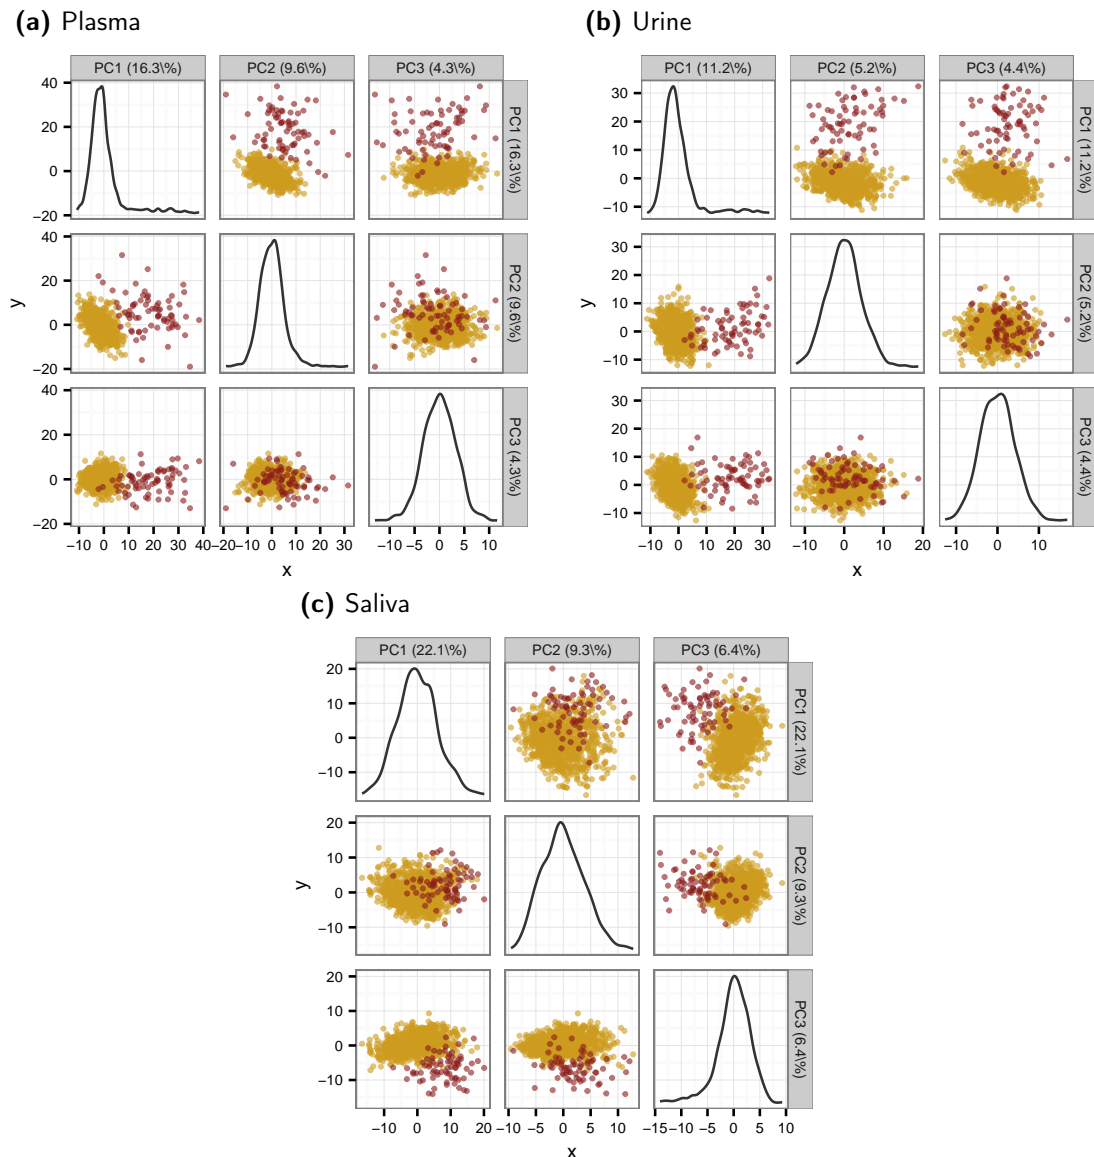 (a) Plasma
PC1 (16.3\%) PC2 (9.6\%) PC3 (4.3\%)
40
20
0
−20
PC1 (16.3\%)
40
20
0
−20
PC2 (9.6\%)
y
40
20
0
−20
PC3 (4.3\%)
−10 0 10 20 30 40
−20 −10 0 10 20 30
−10 −5 0 5 10
x
(b) Urine
PC1 (11.2\%) PC2 (5.2\%) PC3 (4.4\%)
30
20
10
0
−10
PC1 (11.2\%)
30
20
10
0
−10
PC2 (5.2\%)
y
30
20
10
0
−10
PC3 (4.4\%)
−10 0 10 20 30
−10 0 10 20
−10 0 10
x
(c) Saliva
PC1 (22.1\%) PC2 (9.3\%) PC3 (6.4\%)
20
10
0
−10
PC1 (22.1\%)
20
10
0
−10
PC2 (9.3\%)
y
20
10
0
−10
PC3 (6.4\%)
−10 0 10 20
−10 −5 0 5 10
−15 −10 −5 0 5 10
x